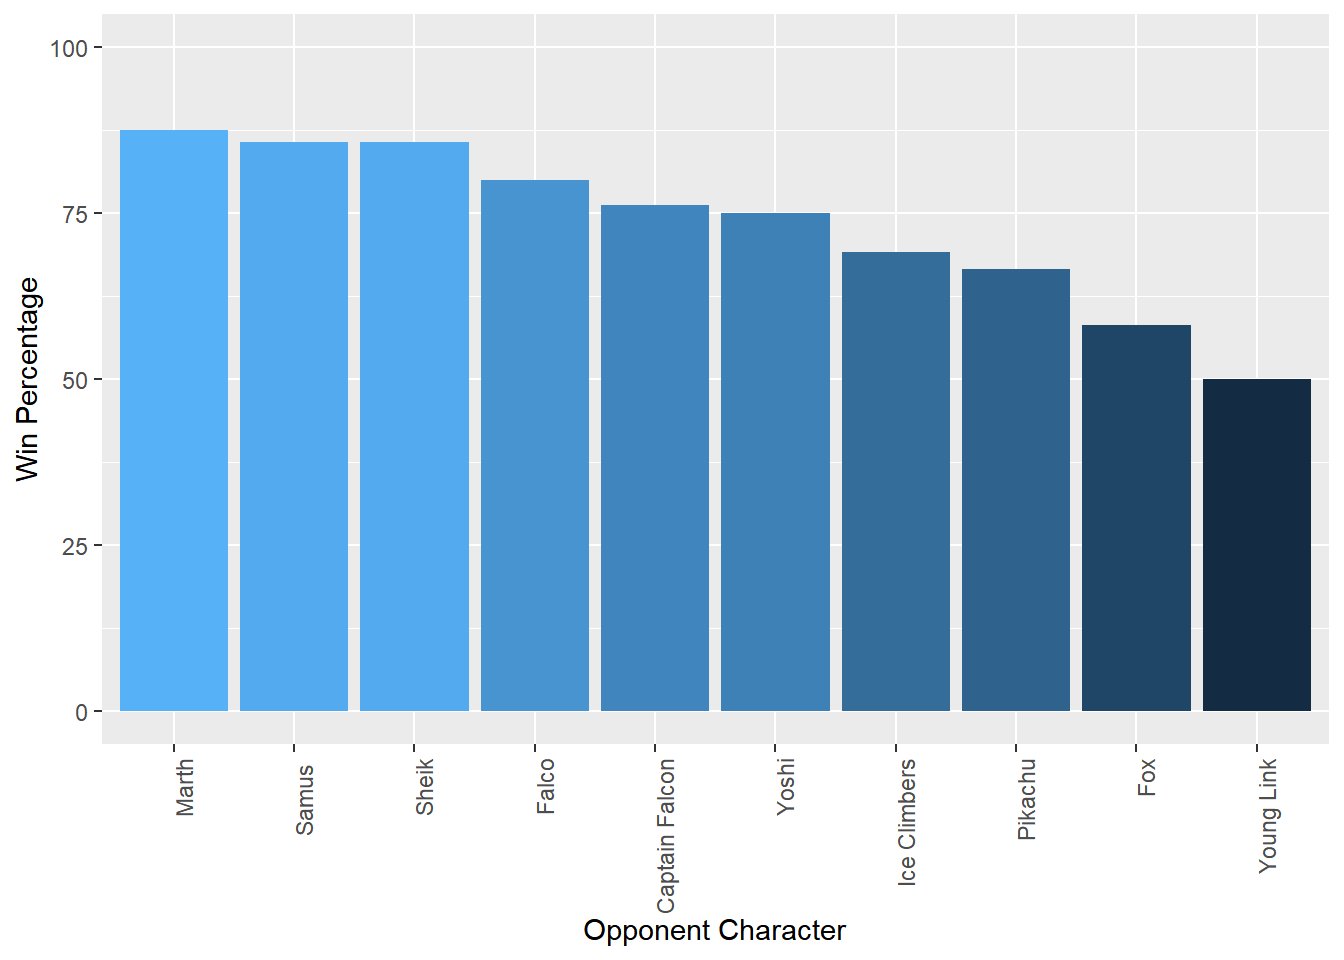 100
75
50
25
0
Win Percentage
Marth
Samus
Sheik
Falco
Captain Falcon
Yoshi
Ice Climbers
Pikachu
Fox
Young Link
Opponent Character